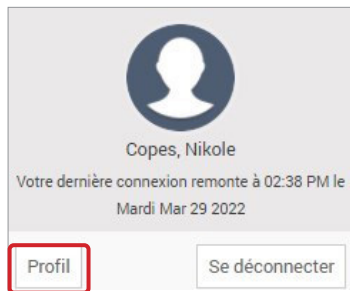 Copes, Nikole
Votre dernière connexion remonte à 02:38 PM le
Mardi Mar 29 2022
Profil
Se déconnecter